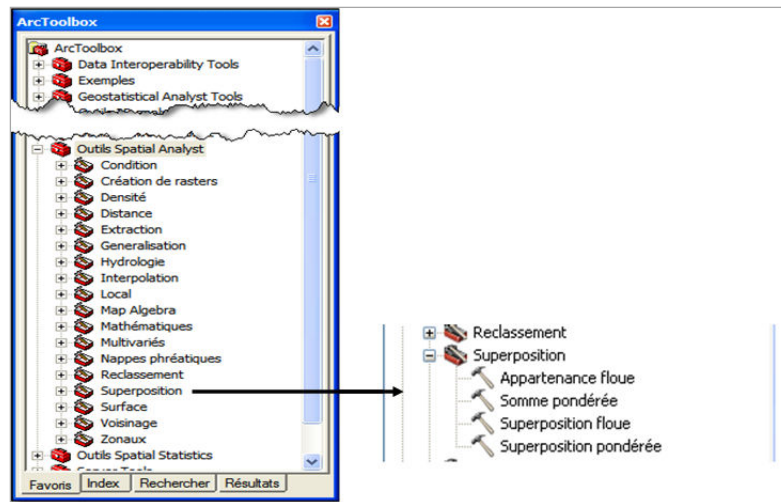 ArcToolbox
ArcToolbox
Data Interoperability Tools
Exemples
Geostatistical Analyst Tools
Outils Spatial Analyst
Condition
Création de rasters
Densité
Distance
Extraction
Generalisation
Hydrologie
Interpolation
Local
Map Algebra
Mathématiques
Multivariés
Nappes phréatiques
Reclassement
Superposition
Surface
Voisinage
Zonaux
Outils Spatial Statistics
Favoris Index Rechercher Résultats
Reclassement
Superposition
Appartenance floue
Somme pondérée
Superposition floue
Superposition pondérée